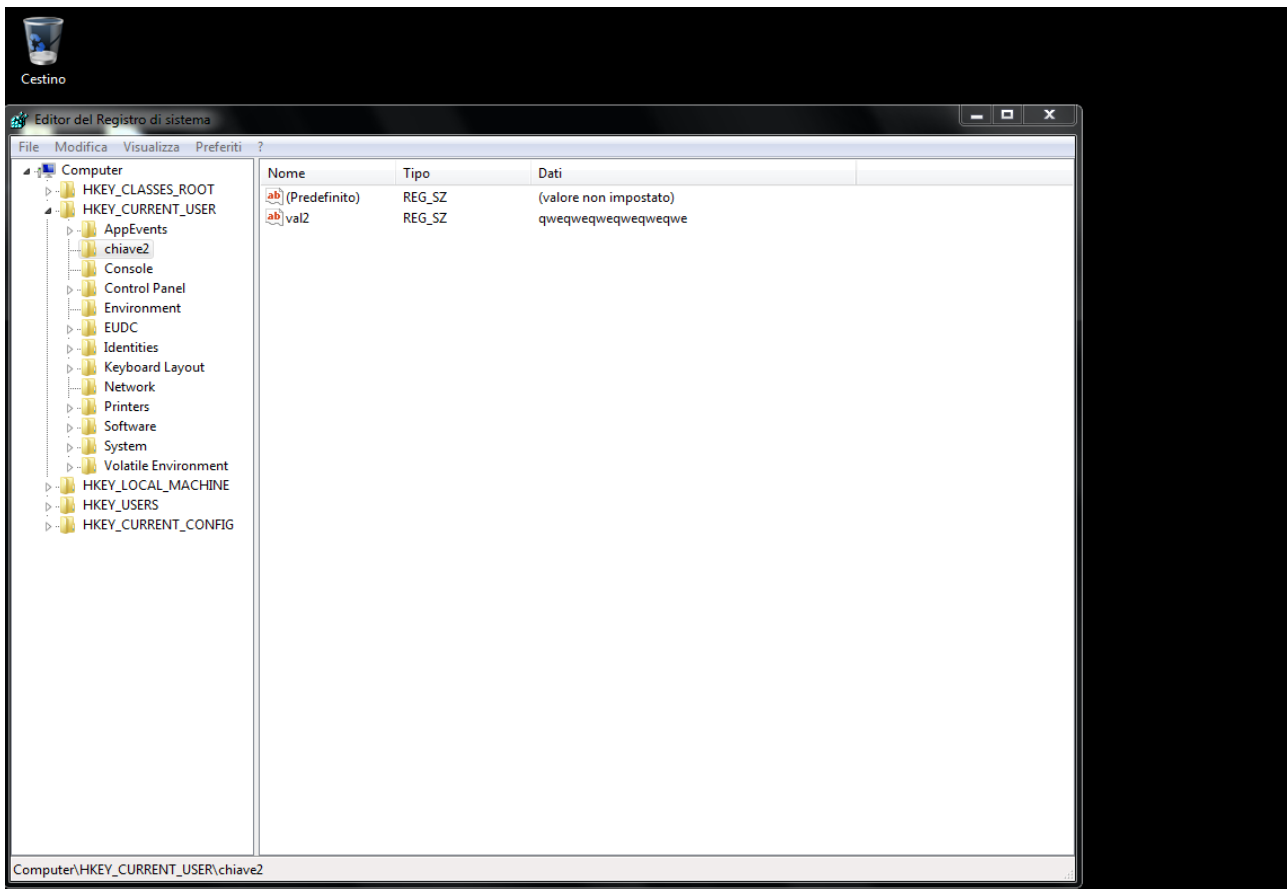 Cestino
Editor del Registro di sistema
File Modifica Visualizza Preferiti ?
Computer
HKEY_CLASSES_ROOT
HKEY_CURRENT_USER
AppEvents
chiave2
Console
Control Panel
Environment
EUDC
Identities
Keyboard Layout
Network
Printers
Software
System
Volatile Environment
HKEY_LOCAL_MACHINE
HKEY_USERS
HKEY_CURRENT_CONFIG
Nome Tipo Dati
ab (Predefinito) REG_SZ (valore non impostato)
ab val2 REG_SZ qweqweqweqweqweqwe
Computer\HKEY_CURRENT_USER\chiave2